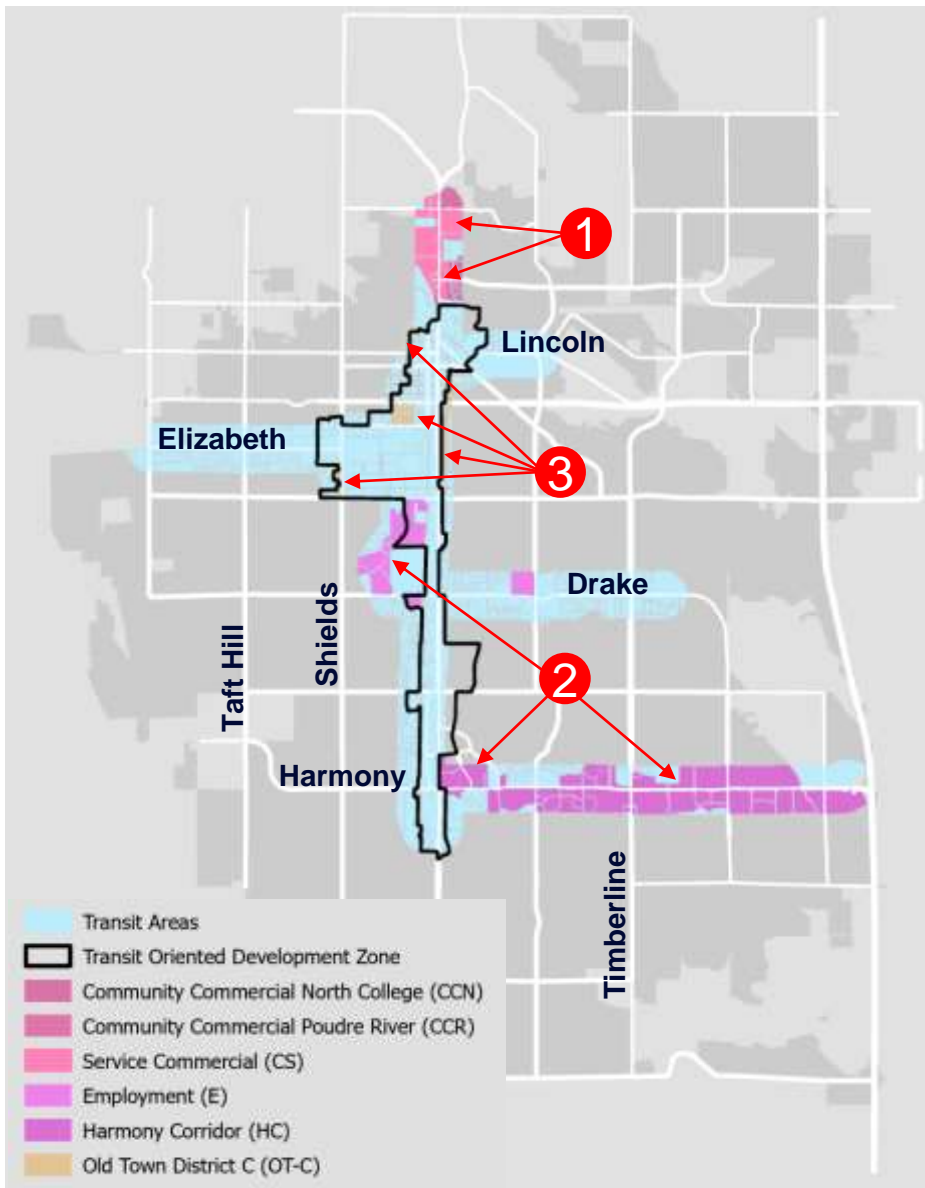 1
Lincoln
Elizabeth
3
Drake
Shields
Taft Hill
2
Harmony
Timberline
Transit Areas
Transit Oriented Development Zone
Community Commercial North College (CCN)
Community Commercial Poudre River (CCR)
Service Commercial (CS)
Employment (E)
Harmony Corridor (HC)
Old Town District C (OT-C)